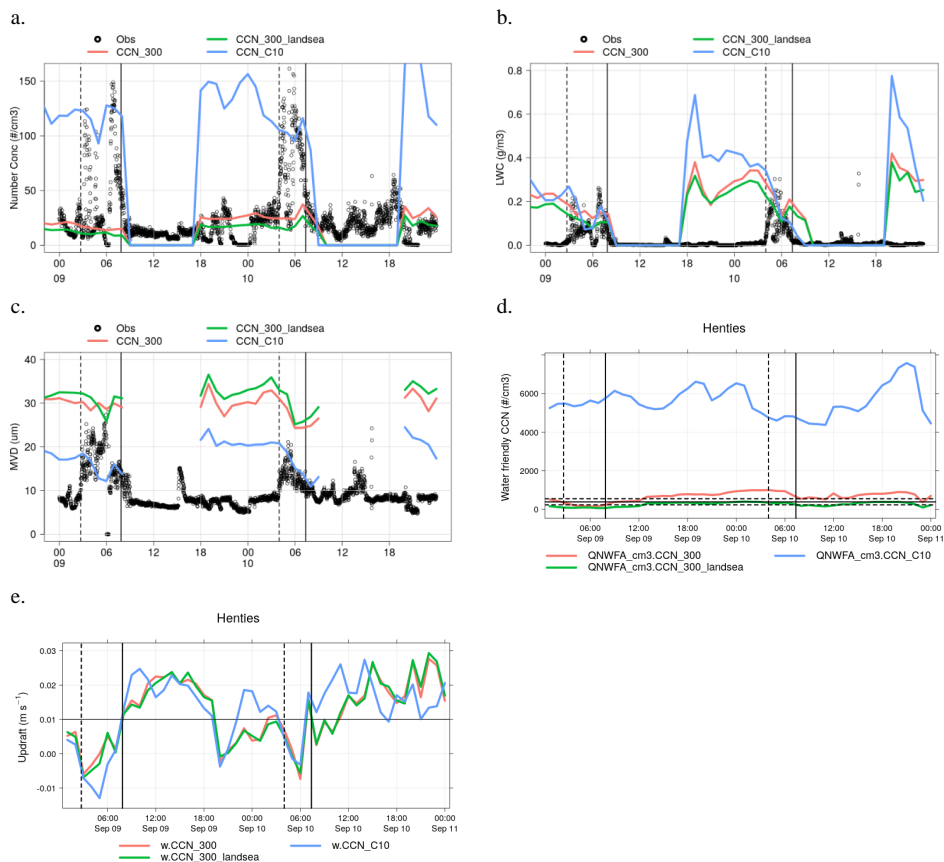 a.
Obs
CCN_300
CCN_300_landsea
CCN_C10
Number Conc (#/cm3)
150
100
50
0
00
06
12
18
00
06
12
18
09
10
b.
Obs
CCN_300
CCN_300_landsea
CCN_C10
LWC (g/m3)
0.8
0.6
0.4
0.2
0.0
00
06
12
18
00
06
12
18
09
10
c.
Obs
CCN_300
CCN_300_landsea
CCN_C10
MVD (um)
40
30
20
10
0
00
06
12
18
00
06
12
18
09
10
d.
Henties
Water friendly CCN (#/cm3)
6000
4000
2000
0
06:00
12:00
18:00
00:00
06:00
12:00
18:00
00:00
Sep 09
Sep 09
Sep 09
Sep 10
Sep 10
Sep 10
Sep 10
Sep 11
QNWFA_cm3.CCN_300
QNWFA_cm3.CCN_300_landsea
QNWFA_cm3.CCN_C10
e.
Henties
Updraft (m s⁻¹)
0.03
0.02
0.01
0.00
-0.01
06:00
12:00
18:00
00:00
06:00
12:00
18:00
00:00
Sep 09
Sep 09
Sep 09
Sep 10
Sep 10
Sep 10
Sep 10
Sep 11
w.CCN_300
w.CCN_300_landsea
w.CCN_C10